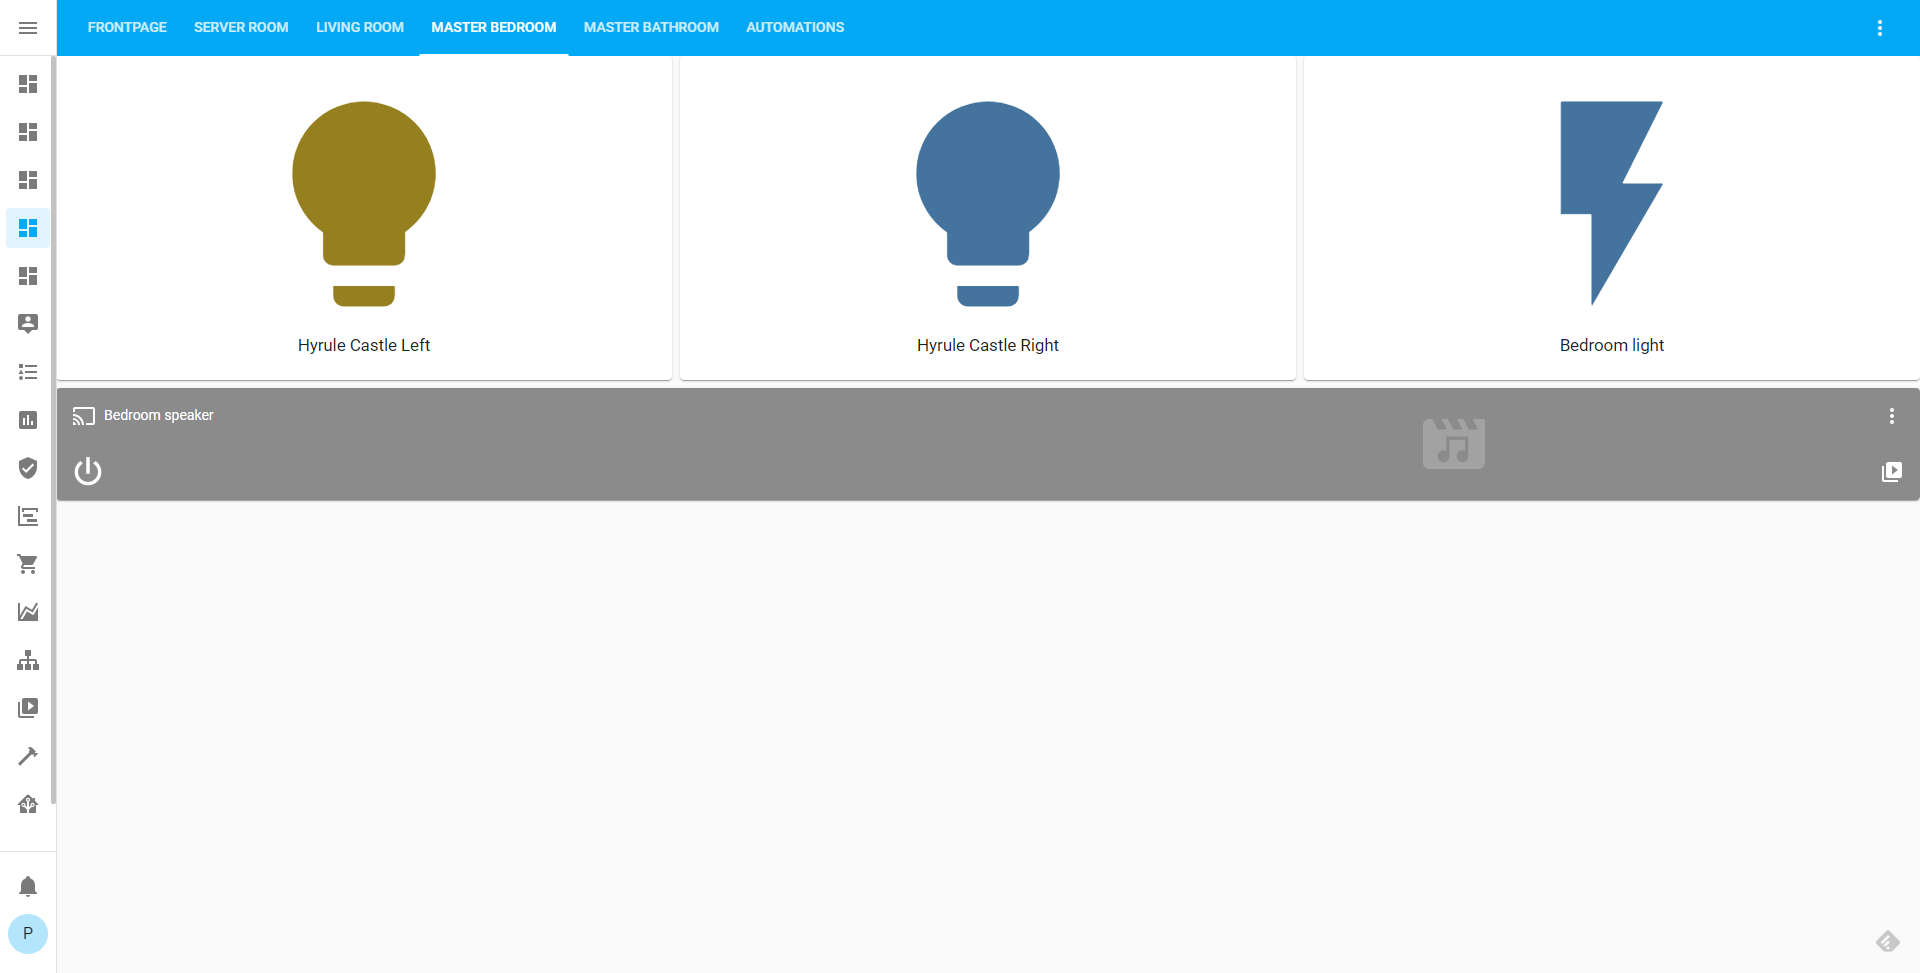 FRONTPAGE SERVER ROOM LIVING ROOM MASTER BEDROOM MASTER BATHROOM AUTOMATIONS
Hyrule Castle Left
Hyrule Castle Right
Bedroom light
Bedroom speaker
P